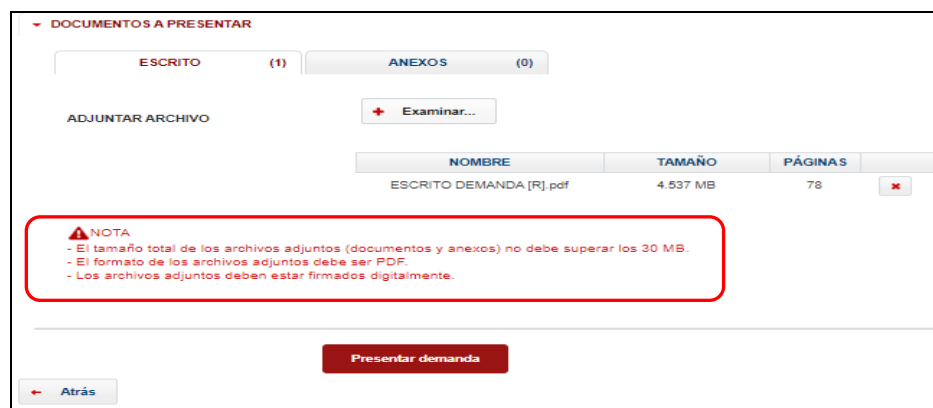 DOCUMENTOS A PRESENTAR
ESCRITO (1) ANEXOS (0)
ADJUNTAR ARCHIVO
Examinar...
NOMBRE TAMAÑO PÁGINAS
ESCRITO DEMANDA [R].pdf 4.537 MB 78
NOTA
- El tamaño total de los archivos adjuntos (documentos y anexos) no debe superar los 30 MB.
- El formato de los archivos adjuntos debe ser PDF.
- Los archivos adjuntos deben estar firmados digitalmente.
Presentar demanda
Atrás